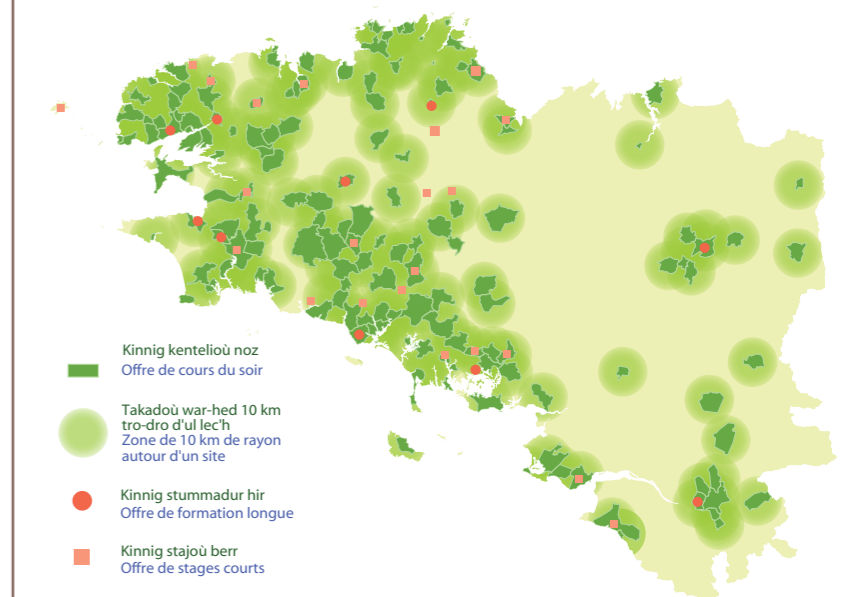 Kinnig kentelioù noz
Offre de cours du soir
Takadoù war-hed 10 km
tro-dro d'ul lec'h
Zone de 10 km de rayon
autour d'un site
Kinnig stummadur hir
Offre de formation longue
Kinnig stajoù berr
Offre de stages courts